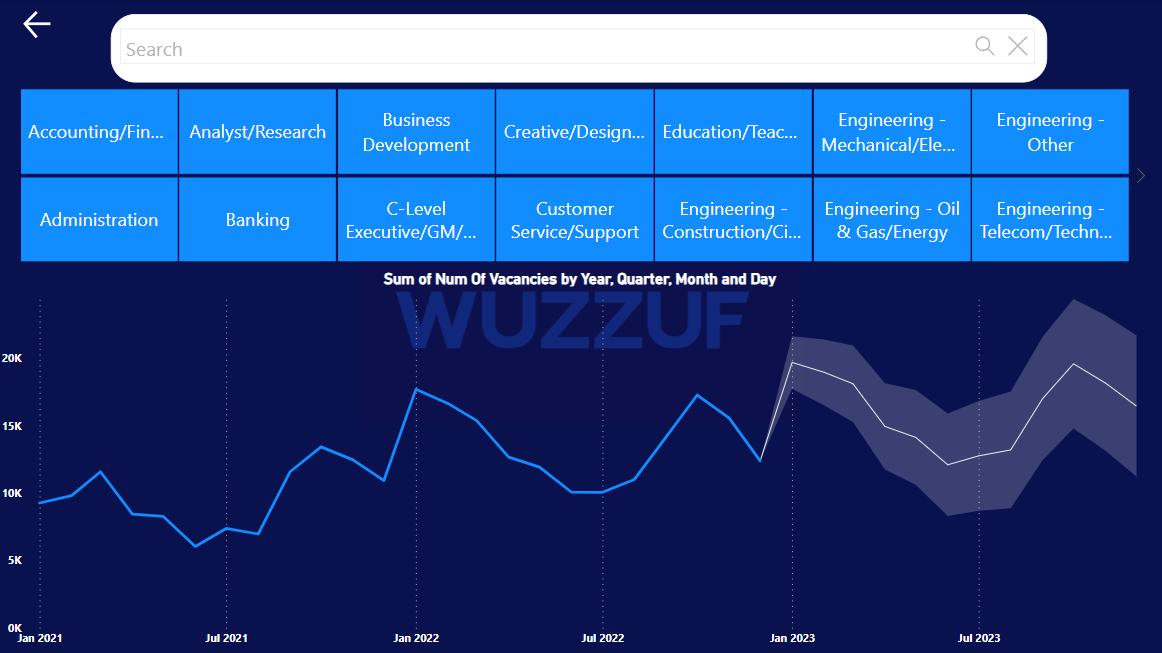 Search
Accounting/Fin...
Analyst/Research
Business
Development
Creative/Design...
Education/Teac...
Engineering -
Mechanical/Ele...
Engineering -
Other
Administration
Banking
C-Level
Executive/GM/...
Customer
Service/Support
Engineering -
Construction/Ci...
Engineering - Oil
& Gas/Energy
Engineering -
Telecom/Techn...
Sum of Num Of Vacancies by Year, Quarter, Month and Day
WUZZUF
20K
15K
10K
5K
0K
Jan 2021
Jul 2021
Jan 2022
Jul 2022
Jan 2023
Jul 2023